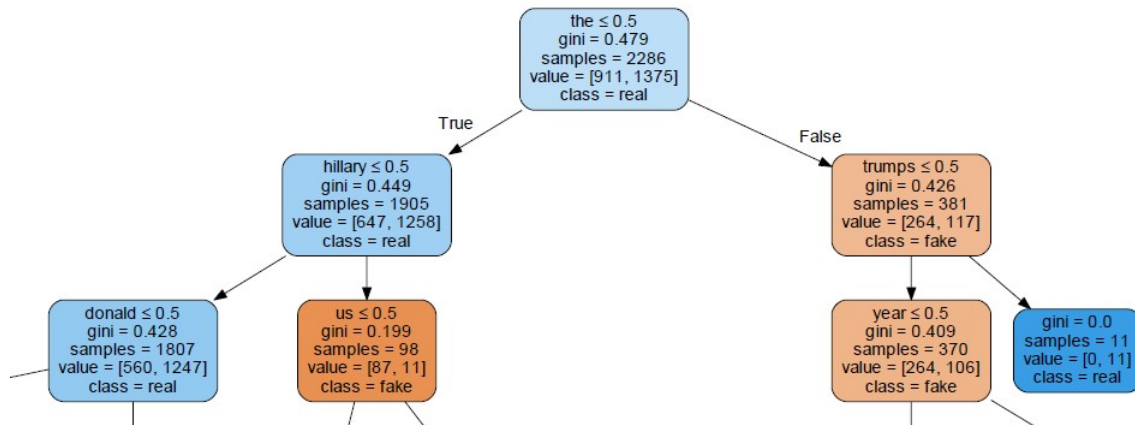 the ≤ 0.5
gini = 0.479
samples = 2286
value = [911, 1375]
class = real
True
False
hillary ≤ 0.5
gini = 0.449
samples = 1905
value = [647, 1258]
class = real
trumps ≤ 0.5
gini = 0.426
samples = 381
value = [264, 117]
class = fake
donald ≤ 0.5
gini = 0.428
samples = 1807
value = [560, 1247]
class = real
us ≤ 0.5
gini = 0.199
samples = 98
value = [87, 11]
class = fake
year ≤ 0.5
gini = 0.409
samples = 370
value = [264, 106]
class = fake
gini = 0.0
samples = 11
value = [0, 11]
class = real